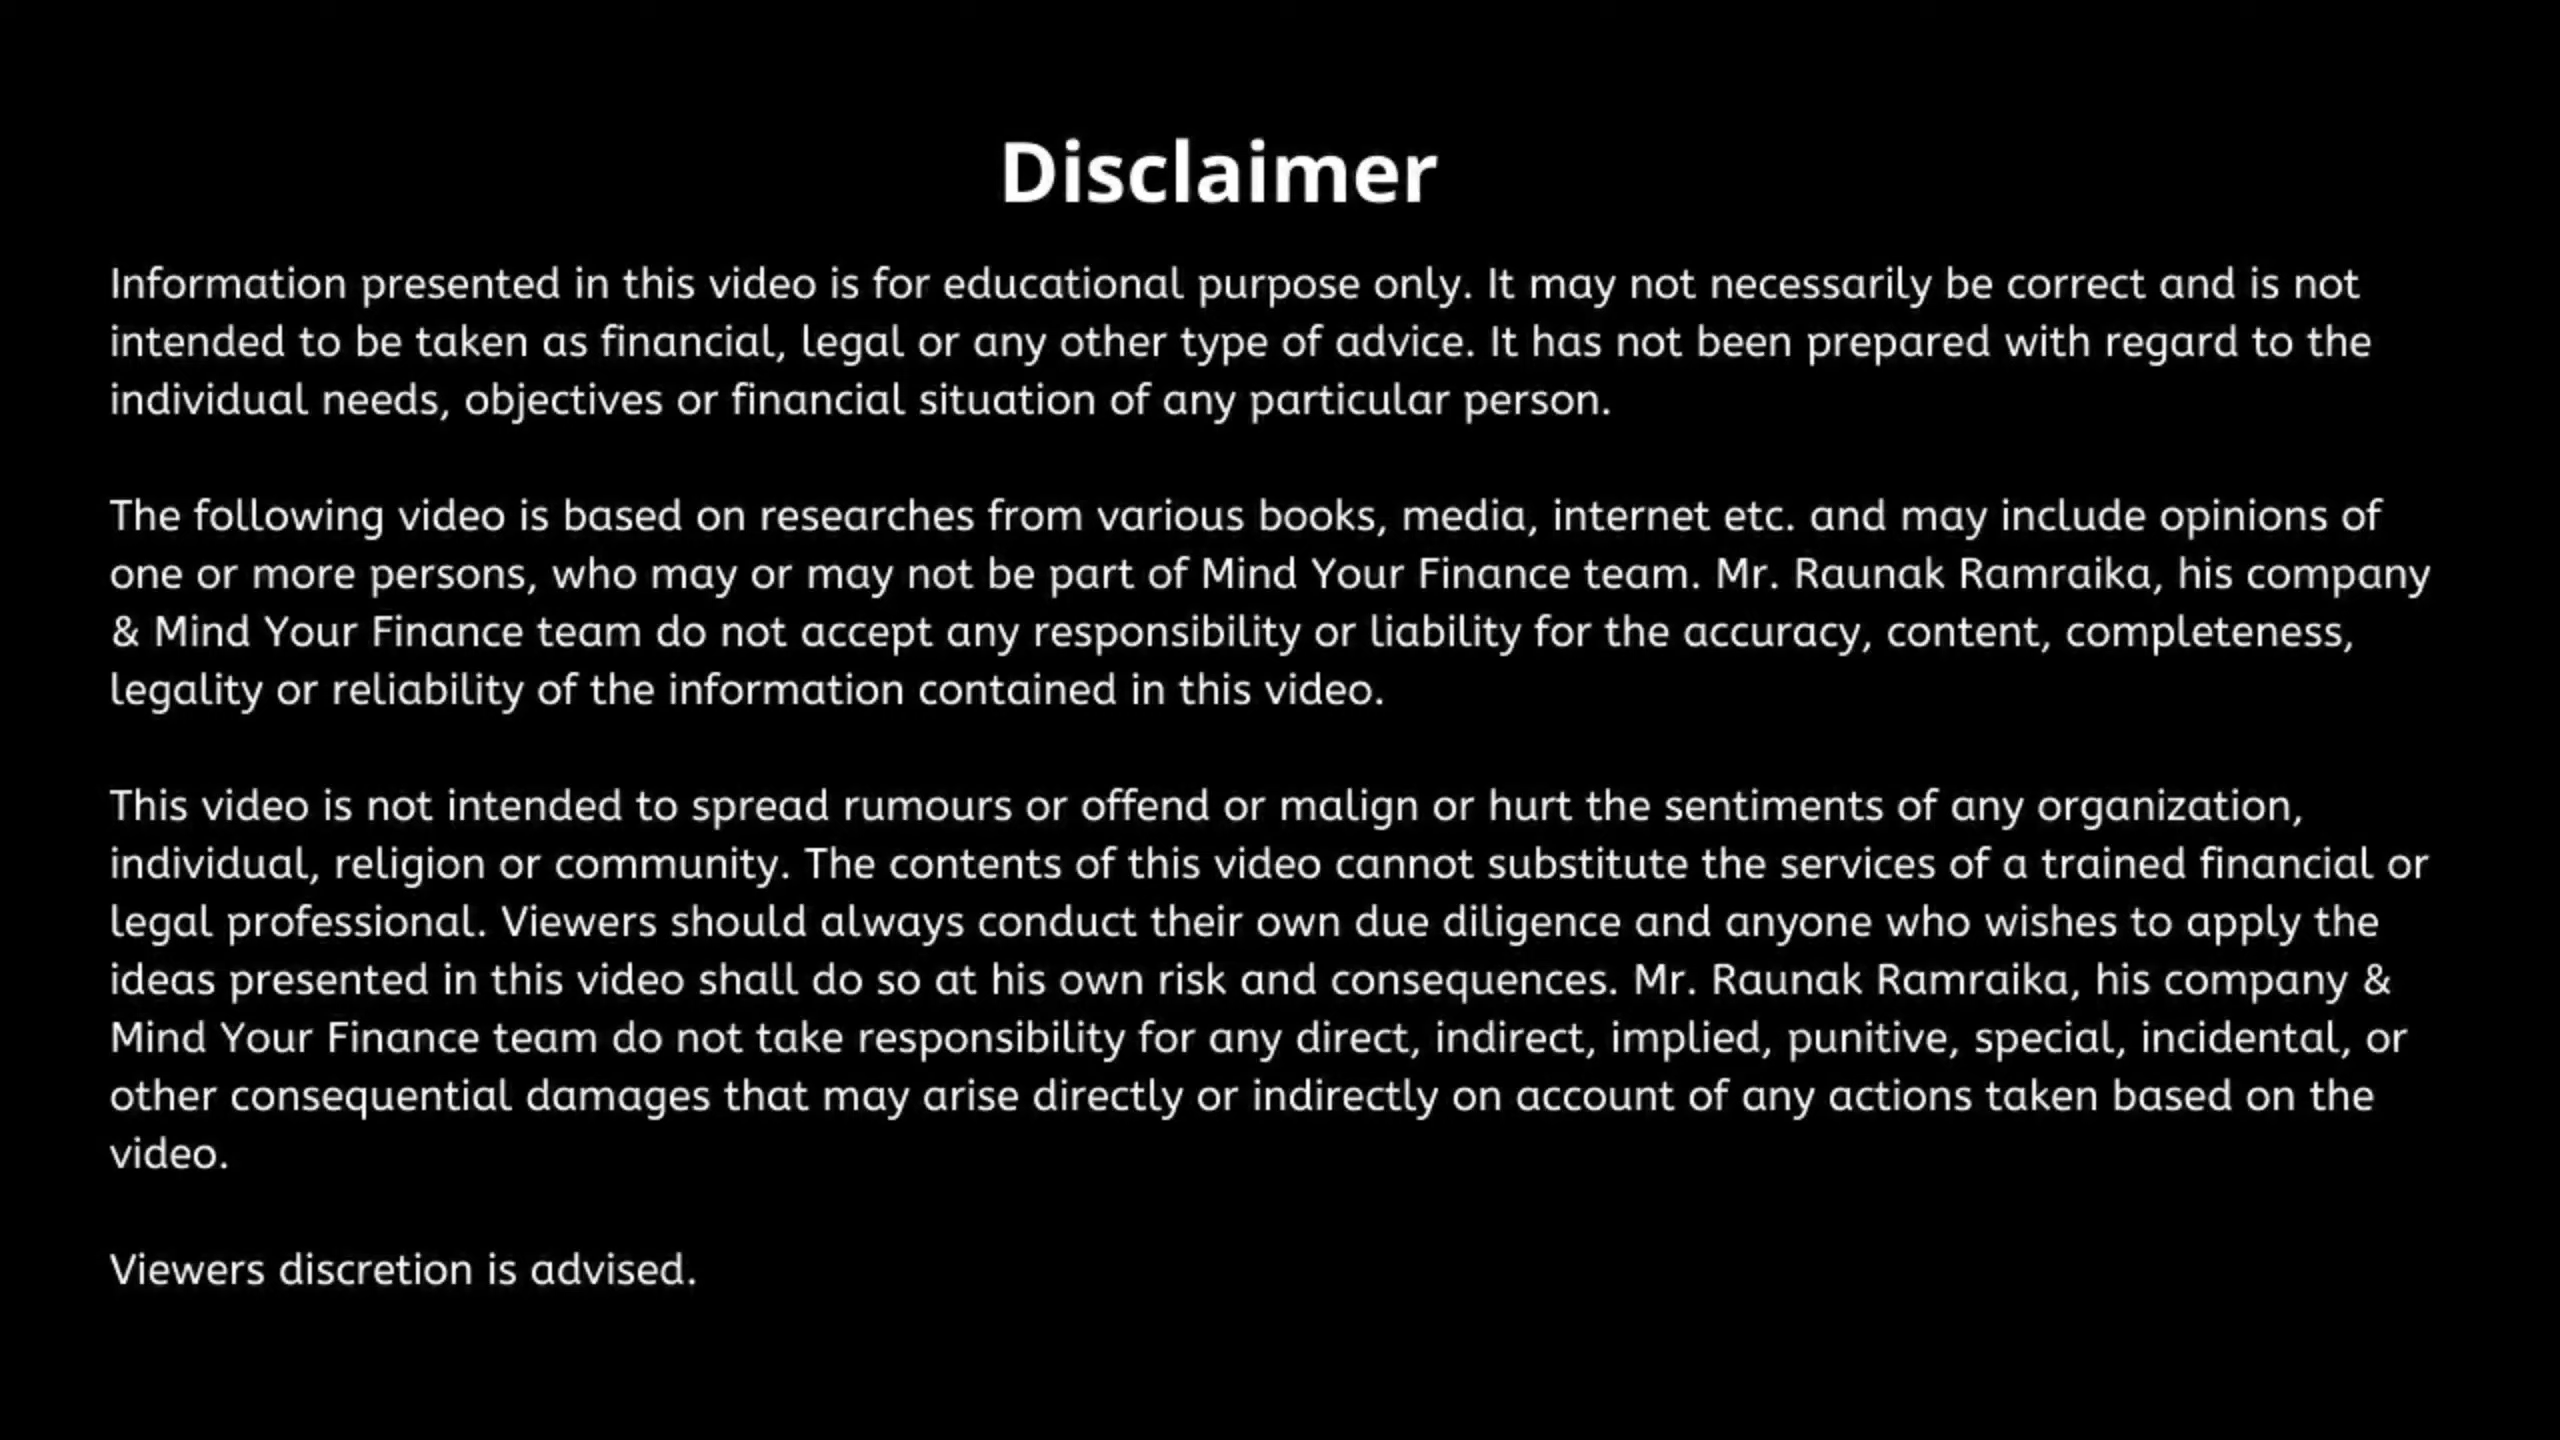 Disclaimer
Information presented in this video is for educational purpose only. It may not necessarily be correct and is not
intended to be taken as financial, legal or any other type of advice. It has not been prepared with regard to the
individual needs, objectives or financial situation of any particular person.
The following video is based on researches from various books, media, internet etc. and may include opinions of
one or more persons, who may or may not be part of Mind Your Finance team. Mr. Raunak Ramraika, his company
& Mind Your Finance team do not accept any responsibility or liability for the accuracy, content, completeness,
legality or reliability of the information contained in this video.
This video is not intended to spread rumours or offend or malign or hurt the sentiments of any organization,
individual, religion or community. The contents of this video cannot substitute the services of a trained financial or
legal professional. Viewers should always conduct their own due diligence and anyone who wishes to apply the
ideas presented in this video shall do so at his own risk and consequences. Mr. Raunak Ramraika, his company &
Mind Your Finance team do not take responsibility for any direct, indirect, implied, punitive, special, incidental, or
other consequential damages that may arise directly or indirectly on account of any actions taken based on the
video.
Viewers discretion is advised.